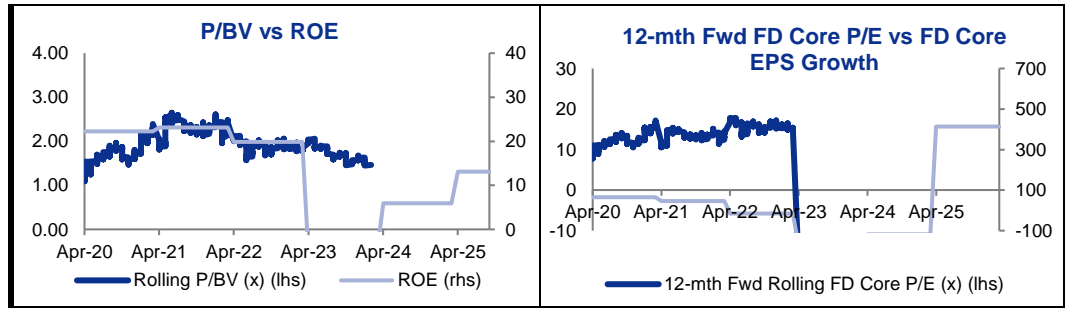 P/BV vs ROE
4.00
3.00
2.00
1.00
0.00
40
30
20
10
0
Apr-20 Apr-21 Apr-22 Apr-23 Apr-24 Apr-25
Rolling P/BV (x) (lhs) ROE (rhs)
12-mth Fwd FD Core P/E vs FD Core
EPS Growth
30
20
10
0
-10
700
500
300
100
-100
Apr-20 Apr-21 Apr-22 Apr-23 Apr-24 Apr-25
12-mth Fwd Rolling FD Core P/E (x) (lhs)